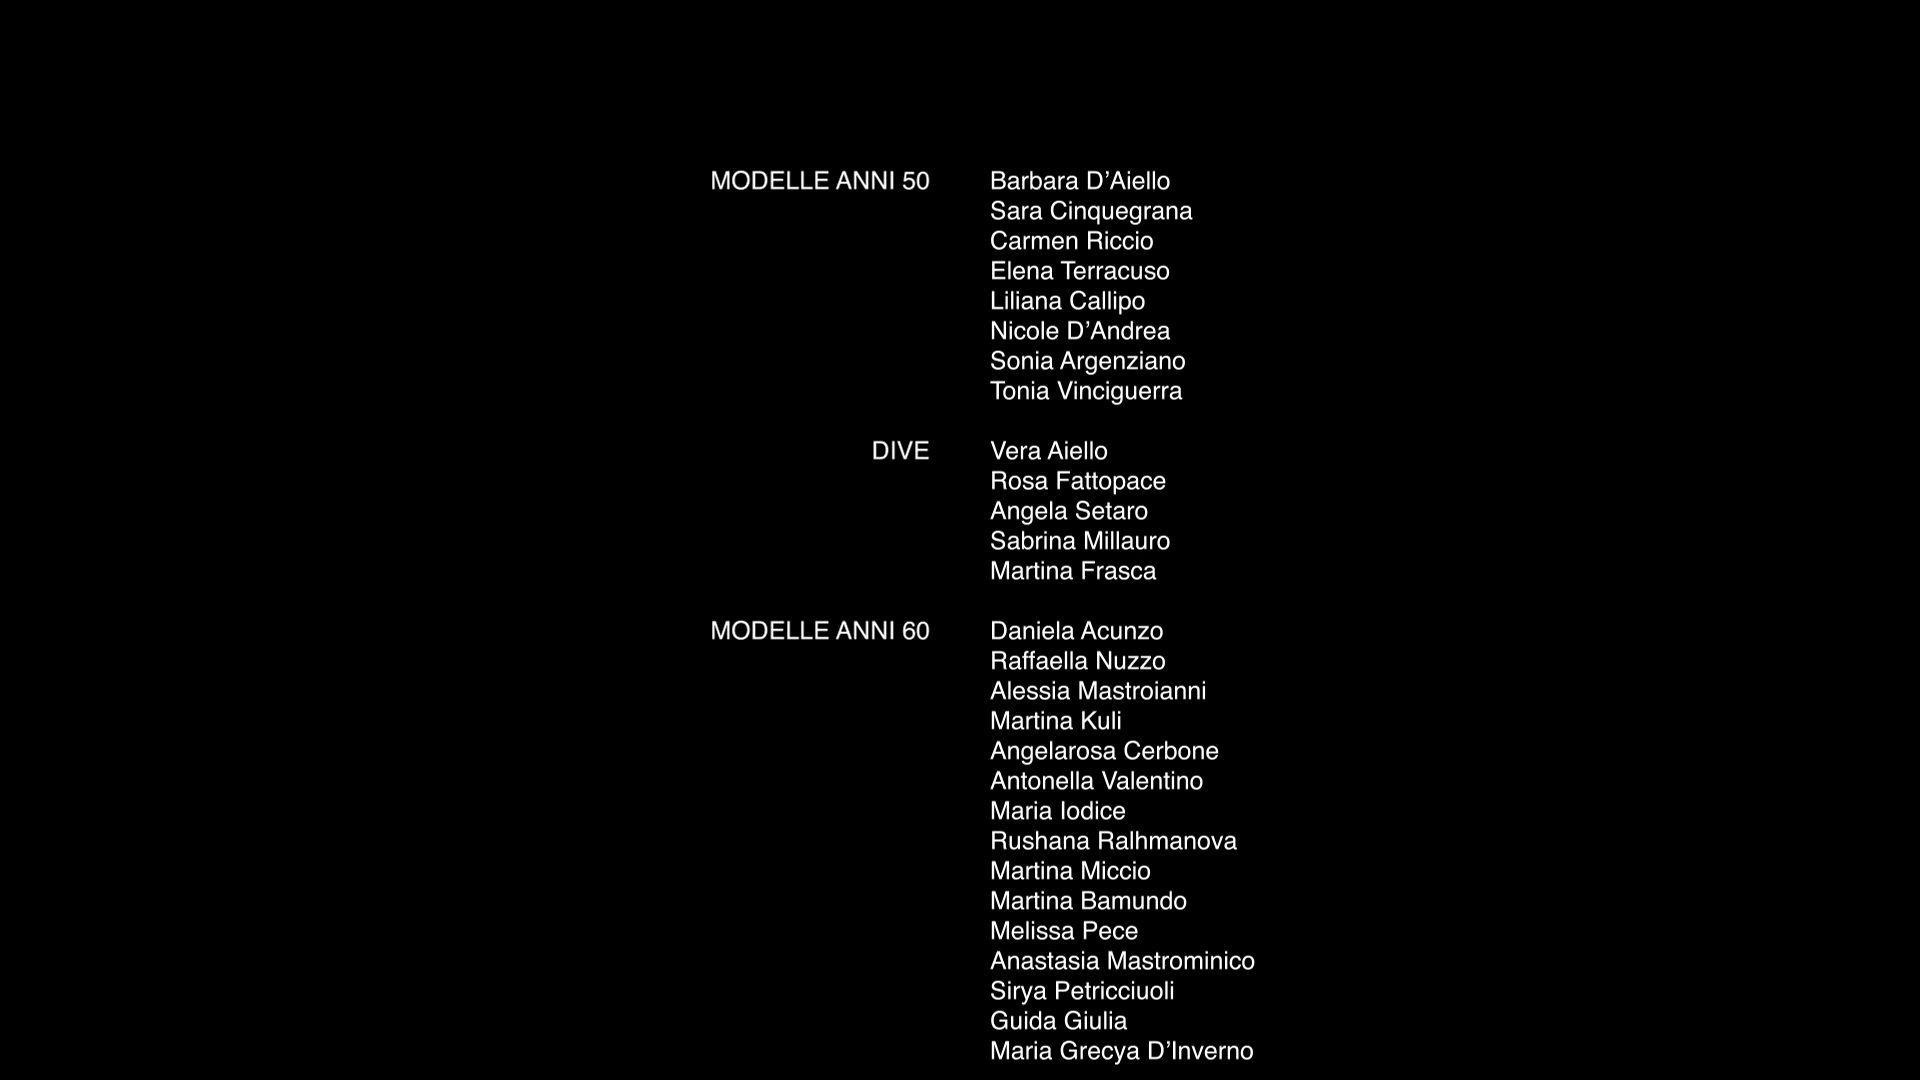 MODELLE ANNI 50 Barbara D’Aiello
Sara Cinquegrana
Carmen Riccio
Elena Terracuso
Liliana Callipo
Nicole D’Andrea
Sonia Argenziano
Tonia Vinciguerra
DIVE Vera Aiello
Rosa Fattopace
Angela Setaro
Sabrina Millauro
Martina Frasca
MODELLE ANNI 60 Daniela Acunzo
Raffaella Nuzzo
Alessia Mastroianni
Martina Kuli
Angelarosa Cerbone
Antonella Valentino
Maria Iodice
Rushana Ralhmanova
Martina Miccio
Martina Bamundo
Melissa Pece
Anastasia Mastrominico
Sirya Petricciuoli
Guida Giulia
Maria Grecya D’Inverno